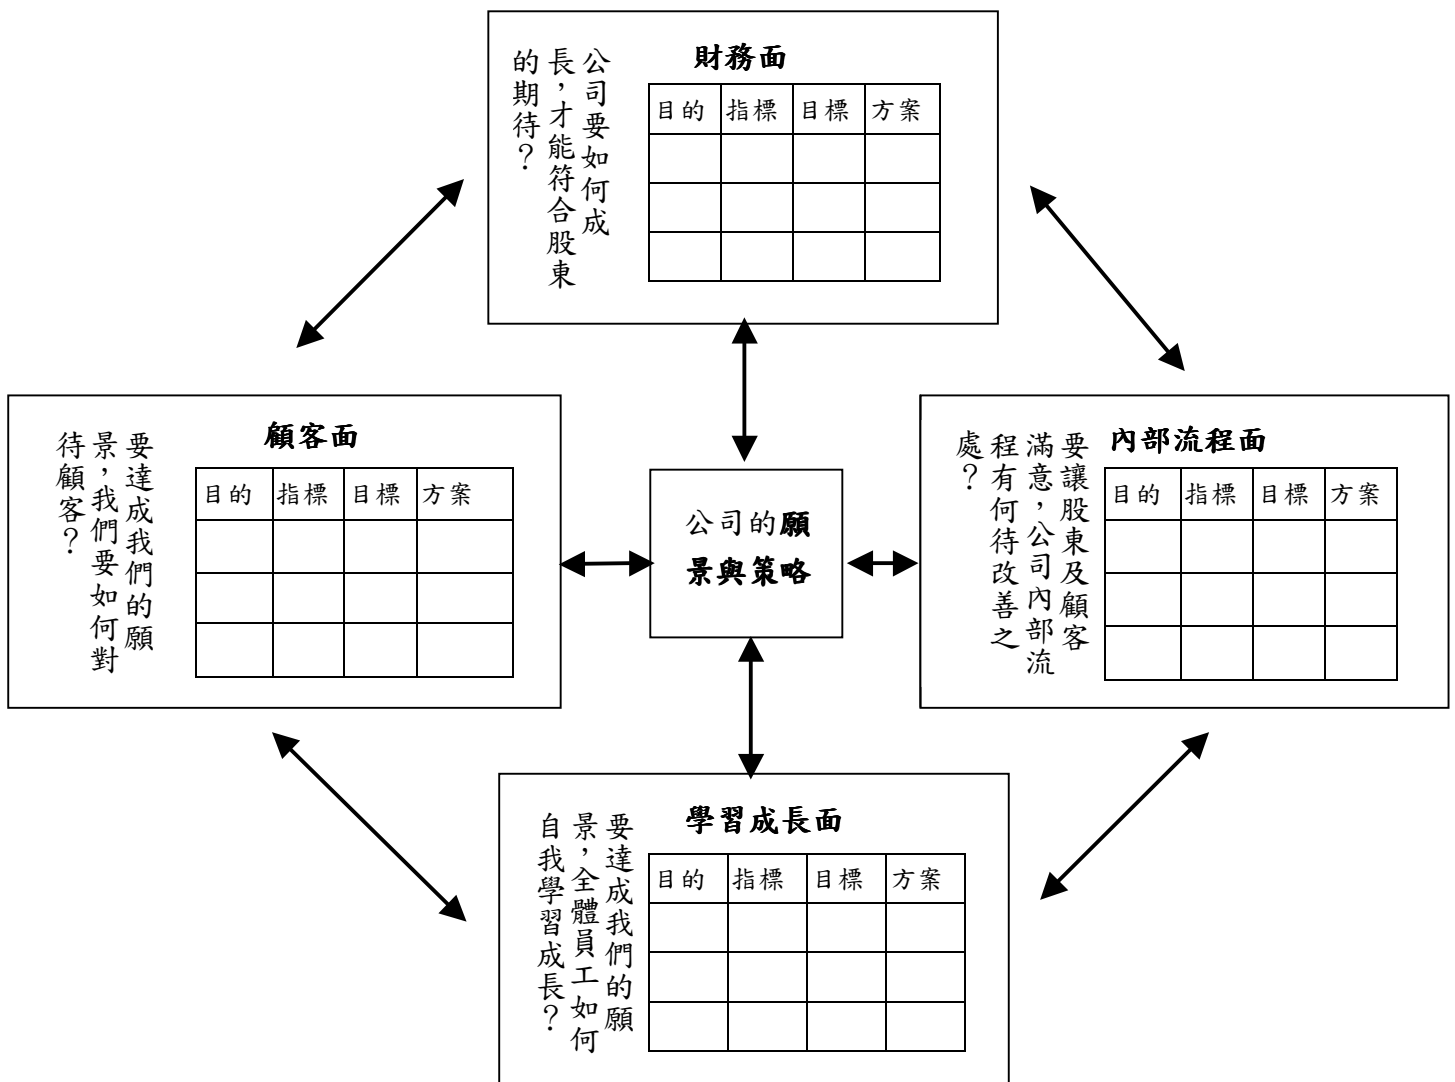 財務面
公司要如何成
長，才能符合股東
的期待？
目的 指標 目標 方案
顧客面
要達成我們的願
景，我們要如何對
待顧客？
目的 指標 目標 方案
公司的願
景與策略
內部流程面
要讓股東及顧客
滿意，公司內部流
程有何待改善之
處？
目的 指標 目標 方案
學習成長面
要達成我們的願
景，全體員工如何
自我學習成長？
目的 指標 目標 方案